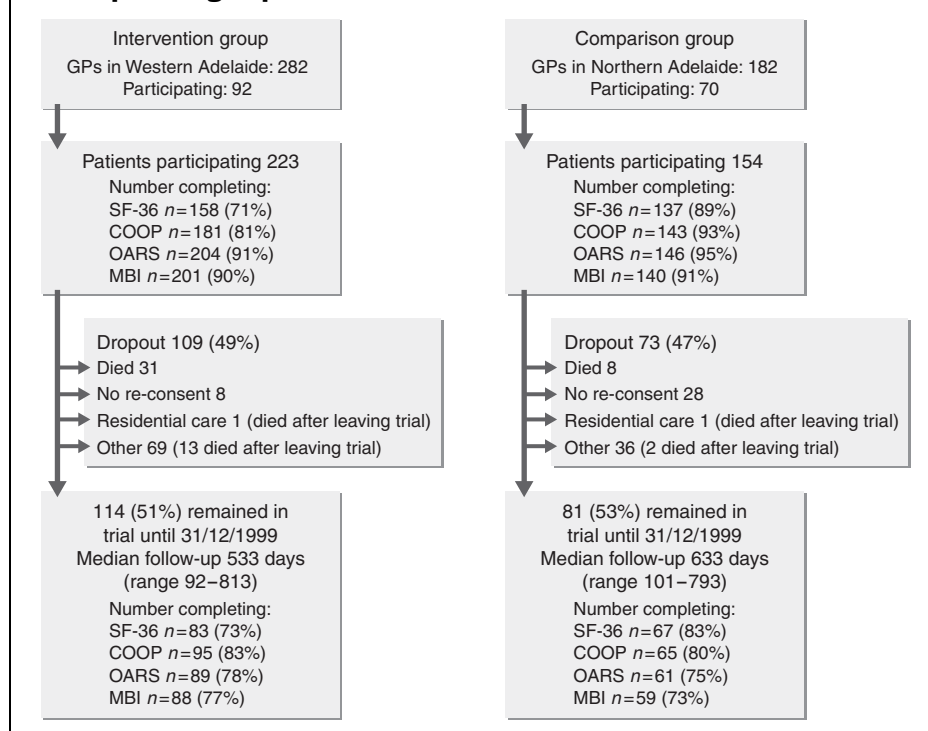 Intervention group
GPs in Western Adelaide: 282
Participating: 92
Patients participating 223
Number completing:
SF-36 n=158 (71%)
COOP n=181 (81%)
OARS n=204 (91%)
MBI n=201 (90%)
Dropout 109 (49%)
Died 31
No re-consent 8
Residential care 1 (died after leaving trial)
Other 69 (13 died after leaving trial)
114 (51%) remained in
trial until 31/12/1999
Median follow-up 533 days
(range 92–813)
Number completing:
SF-36 n=83 (73%)
COOP n=95 (83%)
OARS n=89 (78%)
MBI n=88 (77%)
Comparison group
GPs in Northern Adelaide: 182
Participating: 70
Patients participating 154
Number completing:
SF-36 n=137 (89%)
COOP n=143 (93%)
OARS n=146 (95%)
MBI n=140 (91%)
Dropout 73 (47%)
Died 8
No re-consent 28
Residential care 1 (died after leaving trial)
Other 36 (2 died after leaving trial)
81 (53%) remained in
trial until 31/12/1999
Median follow-up 633 days
(range 101–793)
Number completing:
SF-36 n=67 (83%)
COOP n=65 (80%)
OARS n=61 (75%)
MBI n=59 (73%)